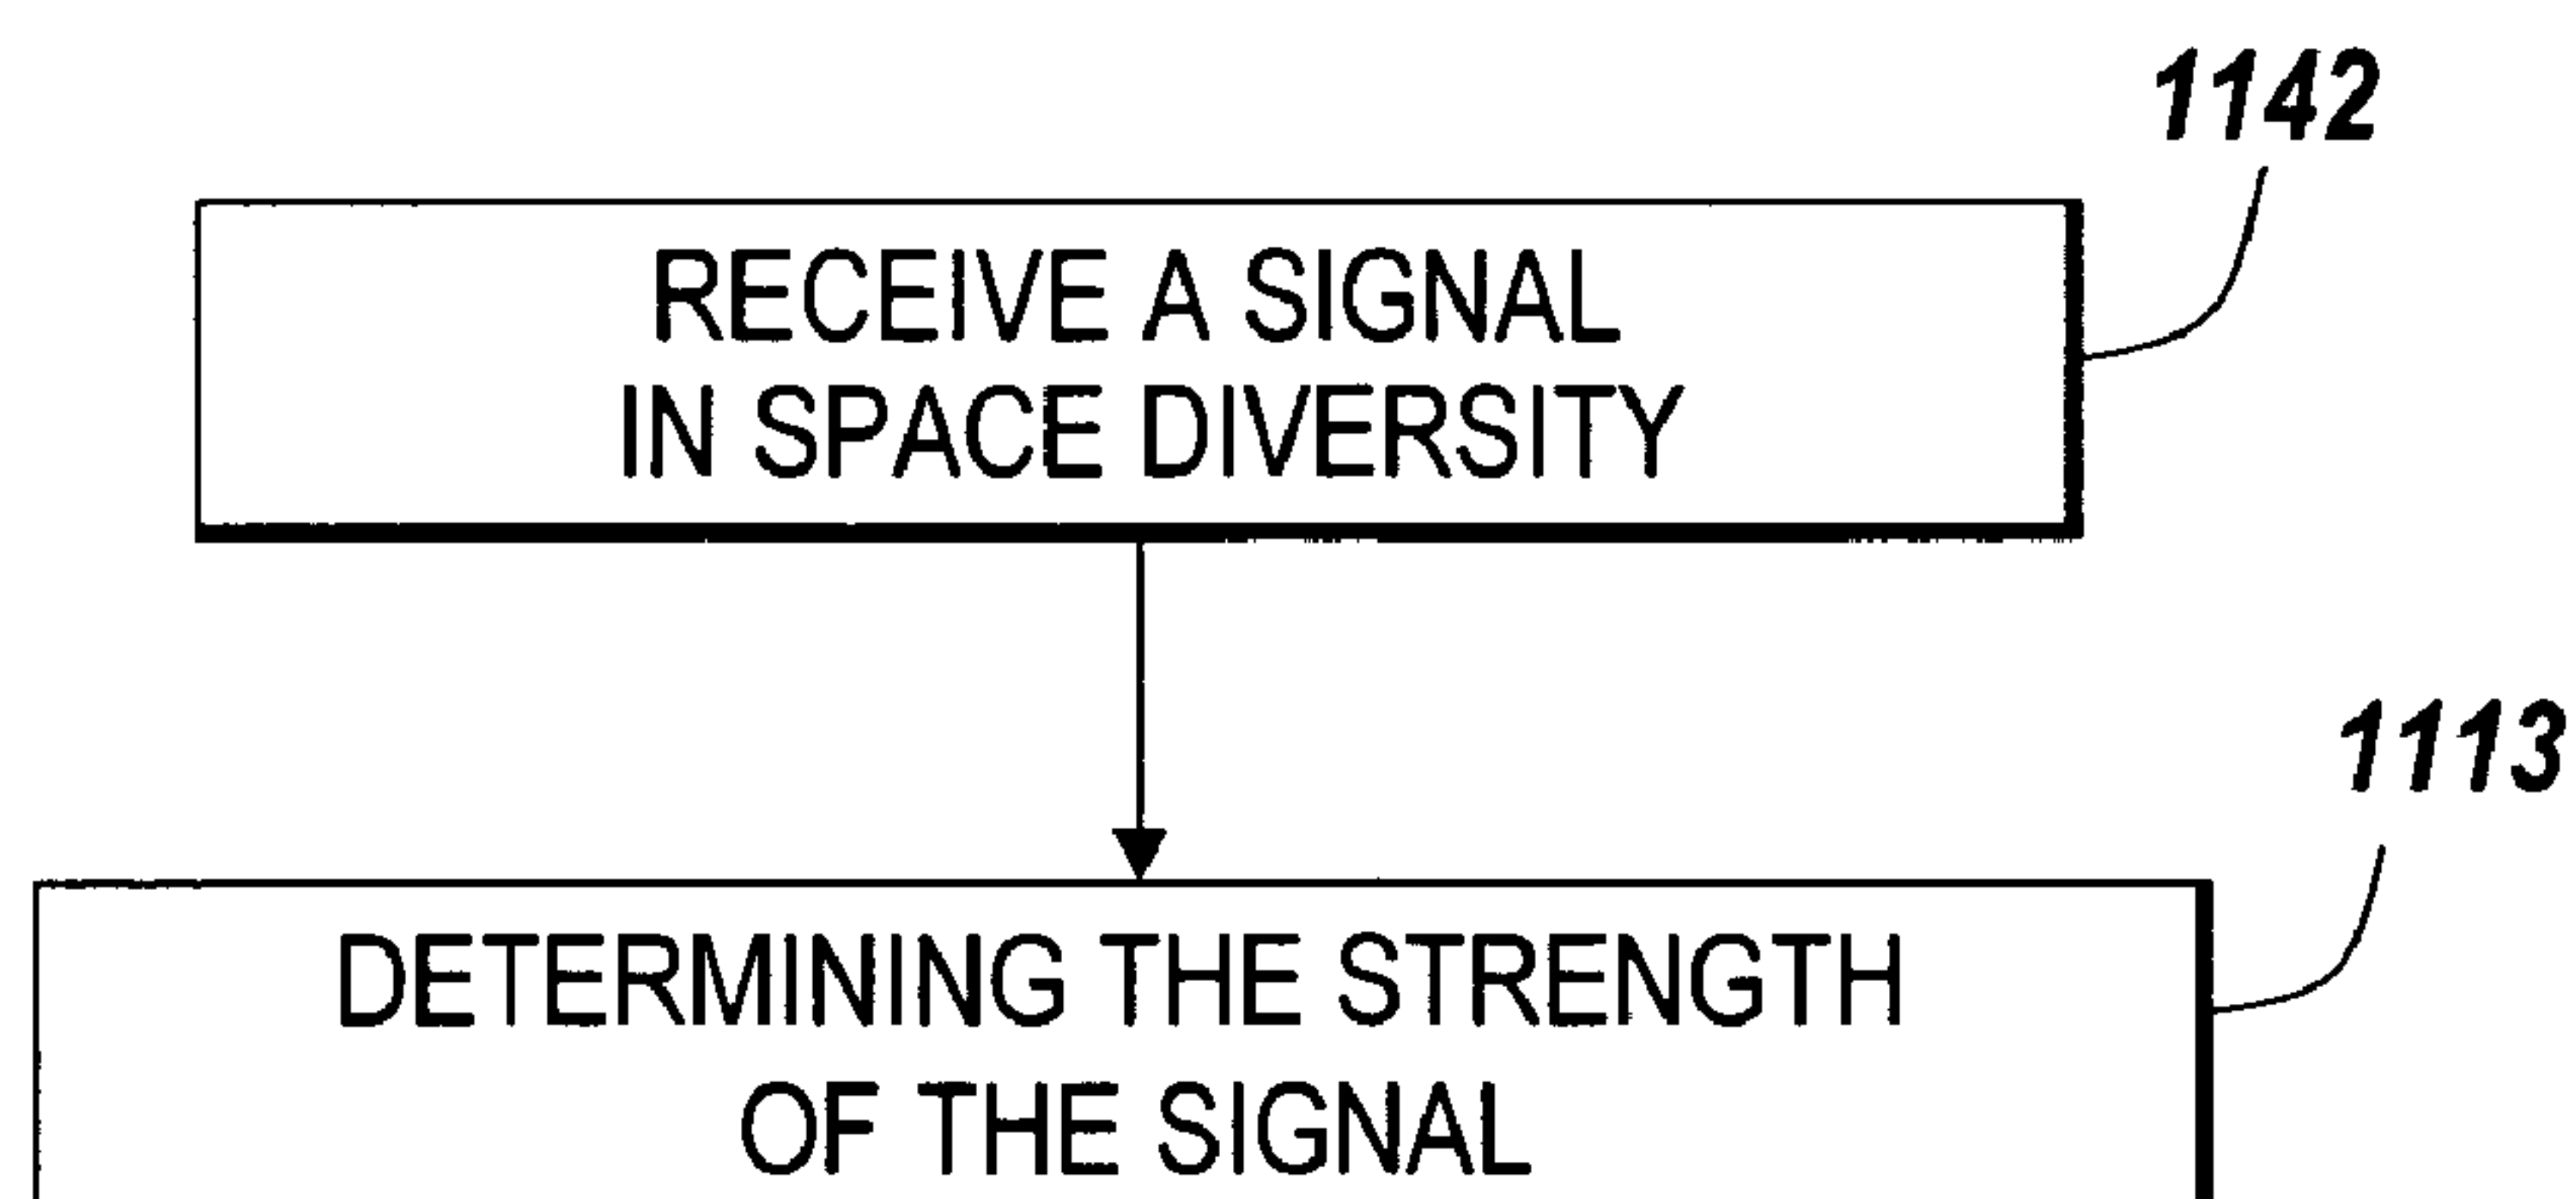 1142
RECEIVE A SIGNAL
IN SPACE DIVERSITY
1113
DETERMINING THE STRENGTH
OF THE SIGNAL